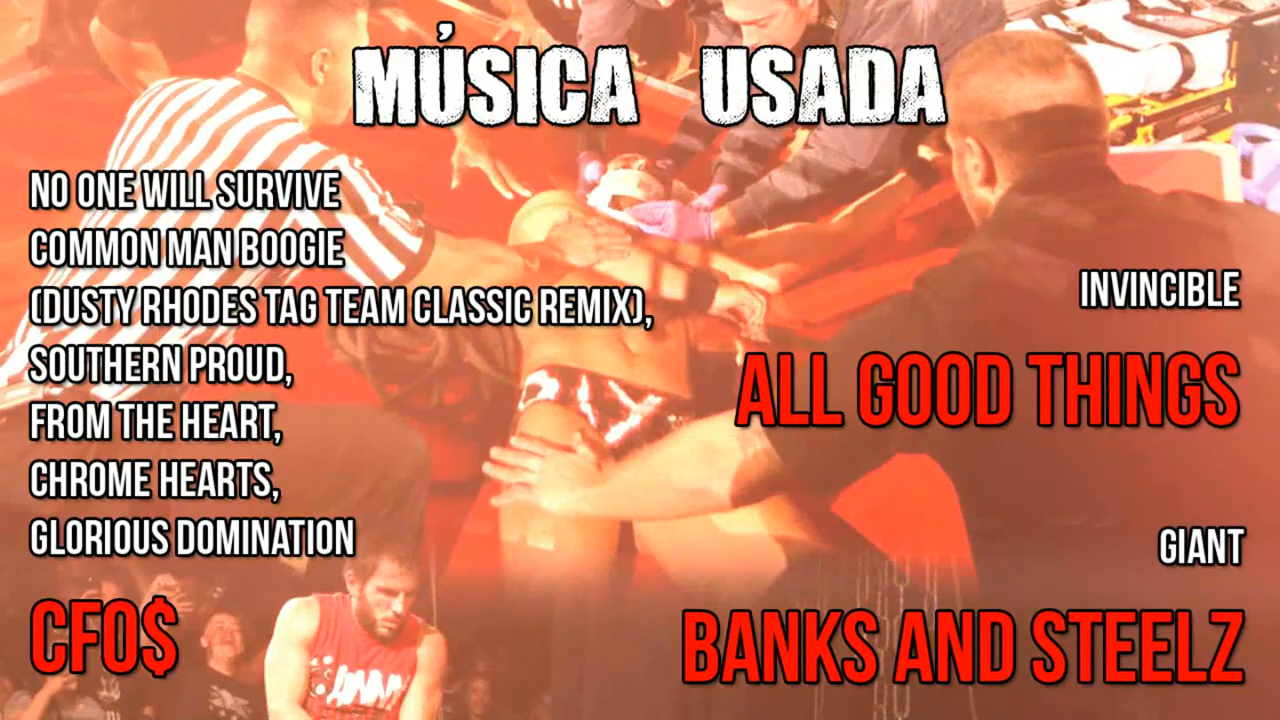 MÚSICA USADA
NO ONE WILL SURVIVE
COMMON MAN BOOGIE
(DUSTY RHODES TAG TEAM CLASSIC REMIX),
SOUTHERN PROUD,
FROM THE HEART,
CHROME HEARTS,
GLORIOUS DOMINATION
CFO$
INVINCIBLE
ALL GOOD THINGS
GIANT
BANKS AND STEELZ